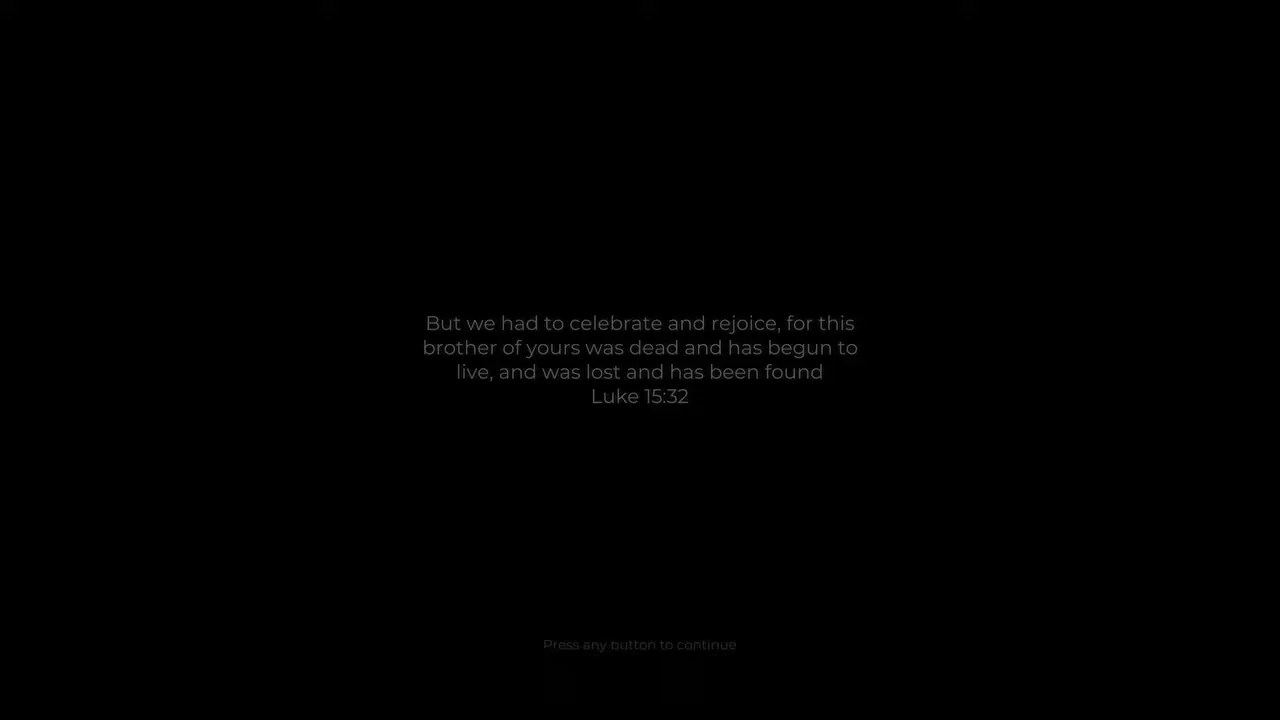 But we had to celebrate and rejoice, for this
brother of yours was dead and has begun to
live, and was lost and has been found
Luke 15:32
Press any button to continue